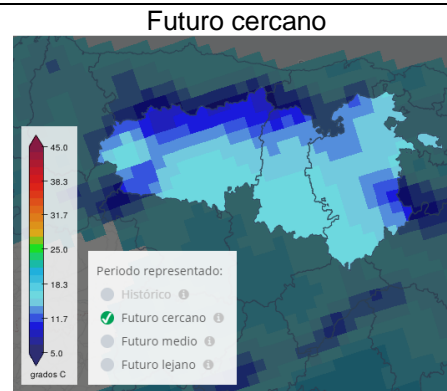 Futuro cercano
45.0
38.3
31.7
25.0
18.3
11.7
5.0
grados C
Periodo representado:
Histórico i
Futuro cercano i
Futuro medio i
Futuro lejano i